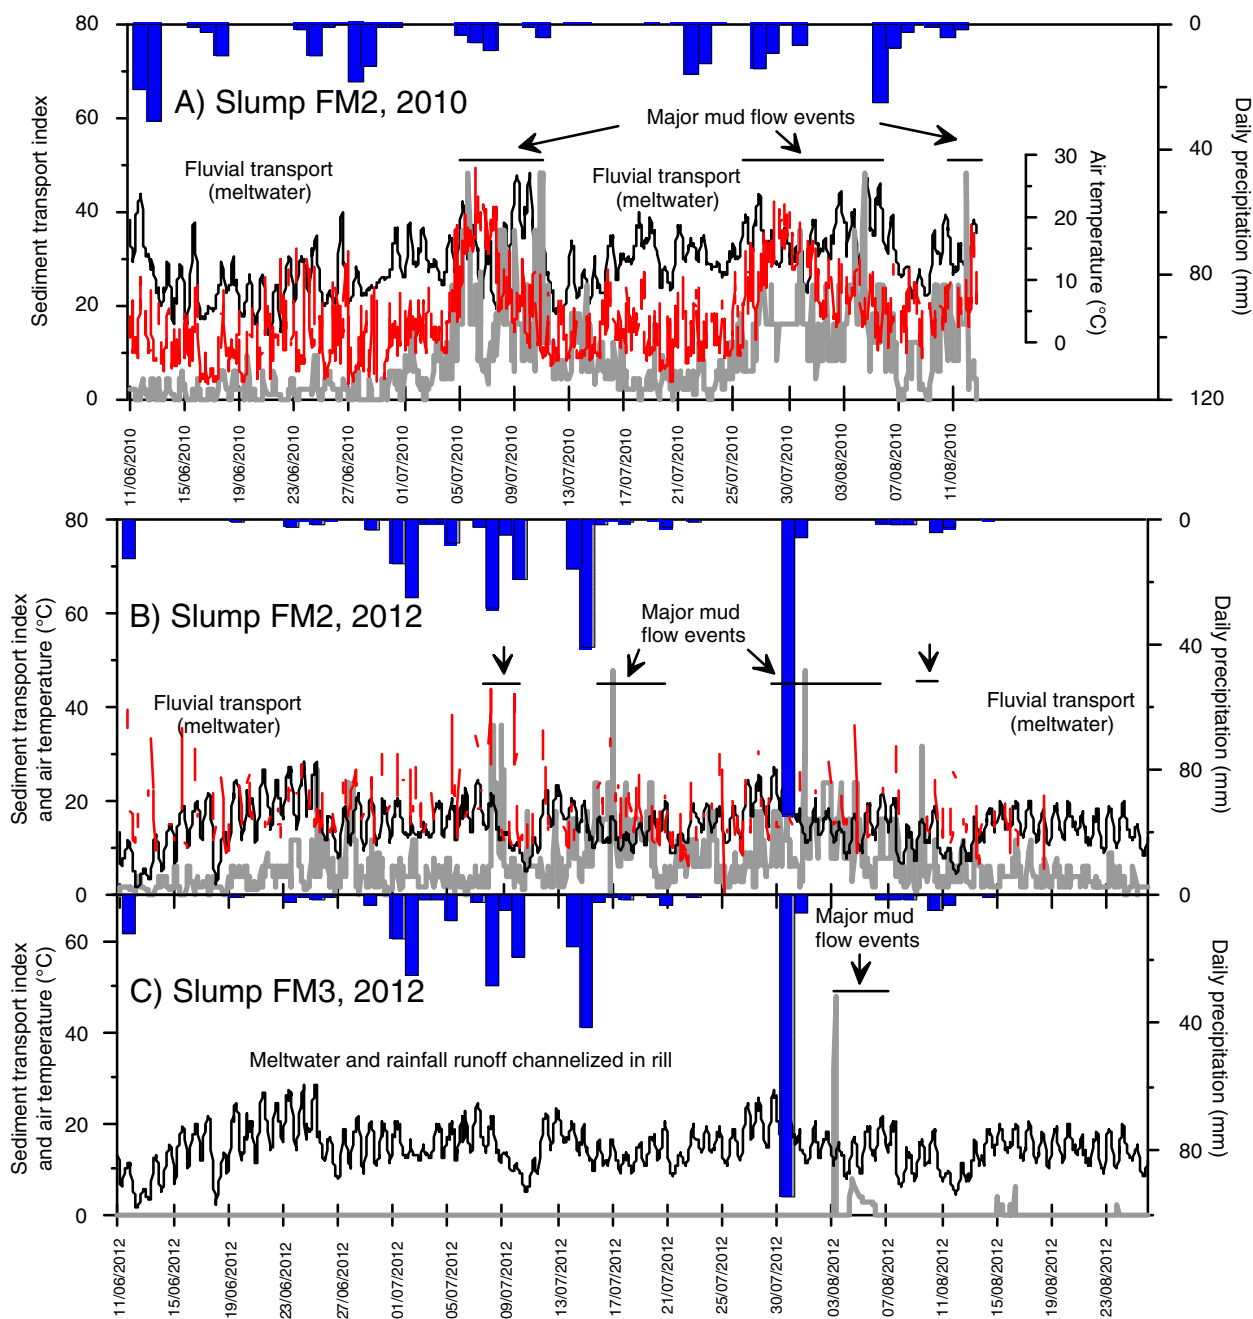 80
60
40
20
0
Sediment transport index
A) Slump FM2, 2010
Fluvial transport
(meltwater)
Major mud flow events
Fluvial transport
(meltwater)
30
20
10
0
Air temperature (°C)
0
40
80
120
Daily precipitation (mm)
11/06/2010
15/06/2010
19/06/2010
23/06/2010
27/06/2010
01/07/2010
05/07/2010
09/07/2010
13/07/2010
17/07/2010
21/07/2010
26/07/2010
30/07/2010
03/08/2010
07/08/2010
11/08/2010
80
60
40
20
0
Sediment transport index
and air temperature (°C)
B) Slump FM2, 2012
Fluvial transport
(meltwater)
Major mud
flow events
Fluvial transport
(meltwater)
0
40
80
0
Daily precipitation (mm)
60
40
20
0
Sediment transport index
and air temperature (°C)
C) Slump FM3, 2012
Meltwater and rainfall runoff channelized in rill
Major mud
flow events
40
80
Daily precipitation (mm)
11/06/2012
15/06/2012
19/06/2012
23/06/2012
27/06/2012
01/07/2012
05/07/2012
09/07/2012
13/07/2012
17/07/2012
21/07/2012
26/07/2012
30/07/2012
03/08/2012
07/08/2012
11/08/2012
15/08/2012
19/08/2012
23/08/2012